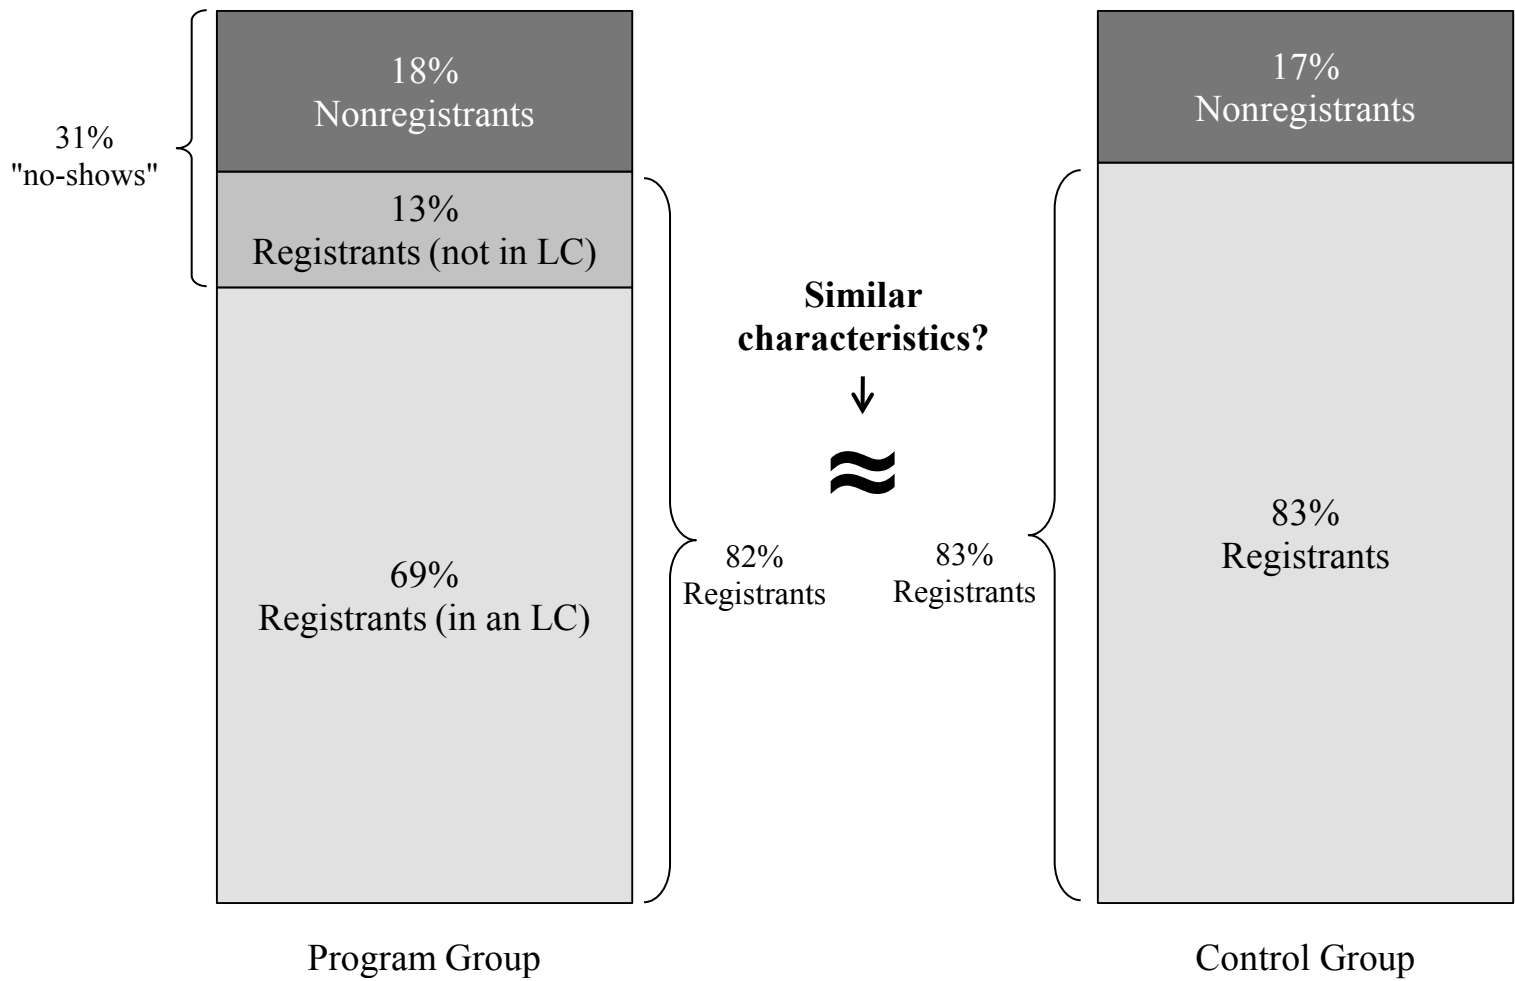 31%
"no-shows"
18%
Nonregistrants
13%
Registrants (not in LC)
69%
Registrants (in an LC)
Program Group
Similar
characteristics?
↓
≈
82%
Registrants
83%
Registrants
17%
Nonregistrants
83%
Registrants
Control Group